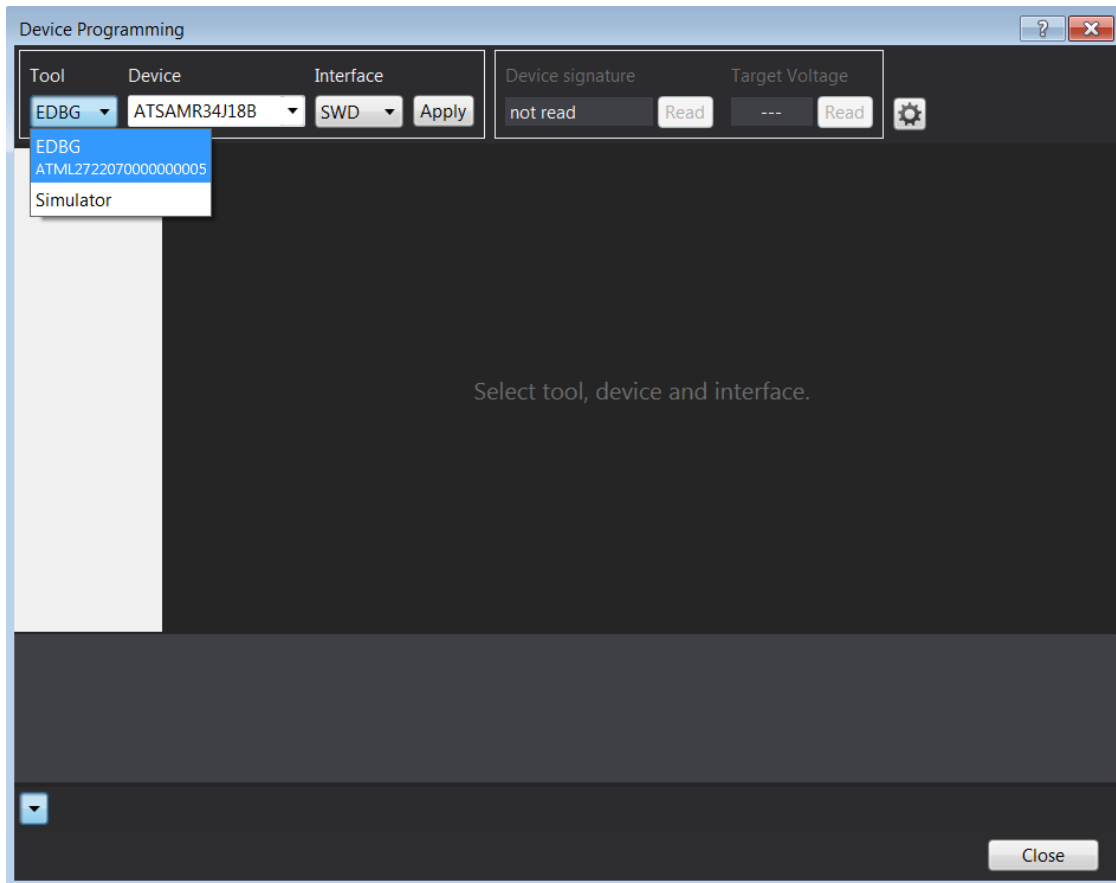 Device Programming
Tool Device Interface Device signature Target Voltage
EDBG ATSAMR34J18B SWD Apply not read Read --- Read
EDBG
ATML2722070000000005
Simulator
Select tool, device and interface.
Close